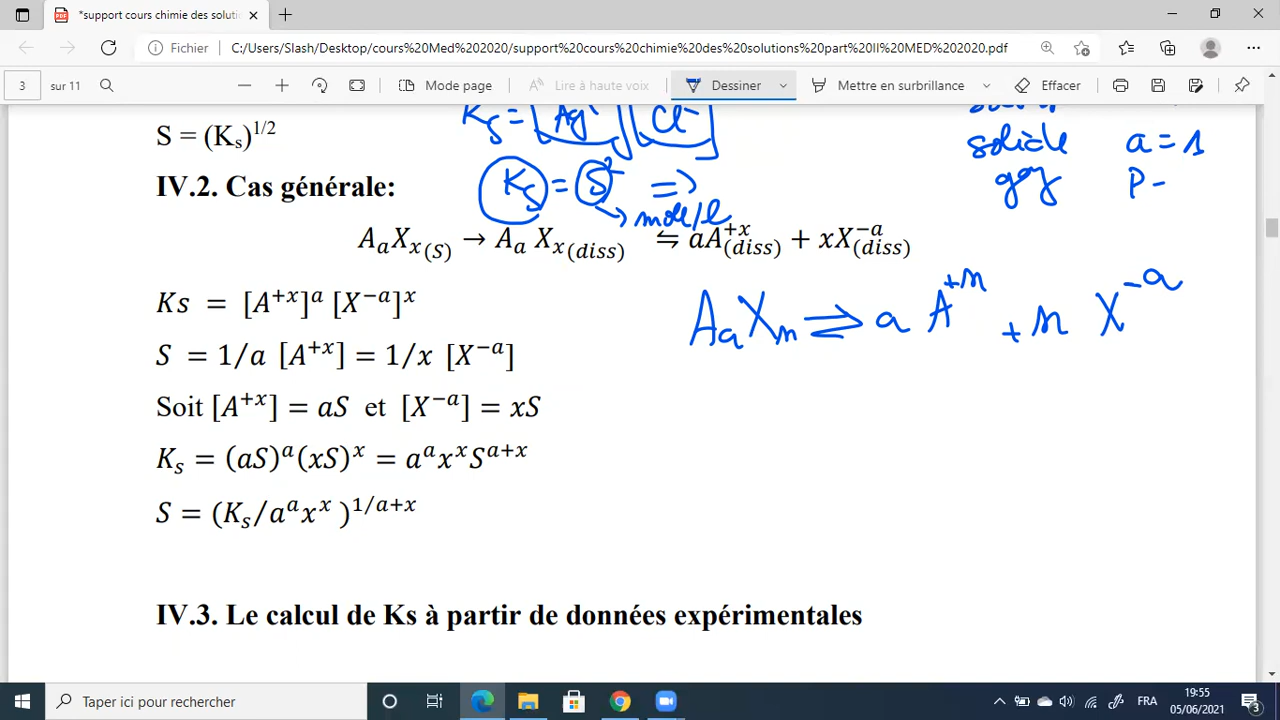 *support cours chimie des soluti
Fichier C:/Users/Slash/Desktop/cours%20Med%202020/support%20cours%20chimie%20des%20solutions%20part%20II%20MED%202020.pdf
3 sur 11 Mode page Lire à haute voix Dessiner Mettre en surbrillance Effacer
Ks = [Ag+][Cl-]
S = (Ks)^1/2
solide a = 1
gaz P =
IV.2. Cas générale:
Ks = S² =>
mole/l
AaXx(S) → Aa Xx(diss) ⇋ aA^+x(diss) + xX^−a(diss)
Ks = [A^+x]^a [X^−a]^x
AaXn ⇌ a A^+n + n X^-a
S = 1/a [A^+x] = 1/x [X^−a]
Soit [A^+x] = aS et [X^−a] = xS
Ks = (aS)^a(xS)^x = a^a x^x S^a+x
S = (Ks/a^a x^x )^1/a+x
IV.3. Le calcul de Ks à partir de données expérimentales
Taper ici pour rechercher
FRA
19:55
05/06/2021
3